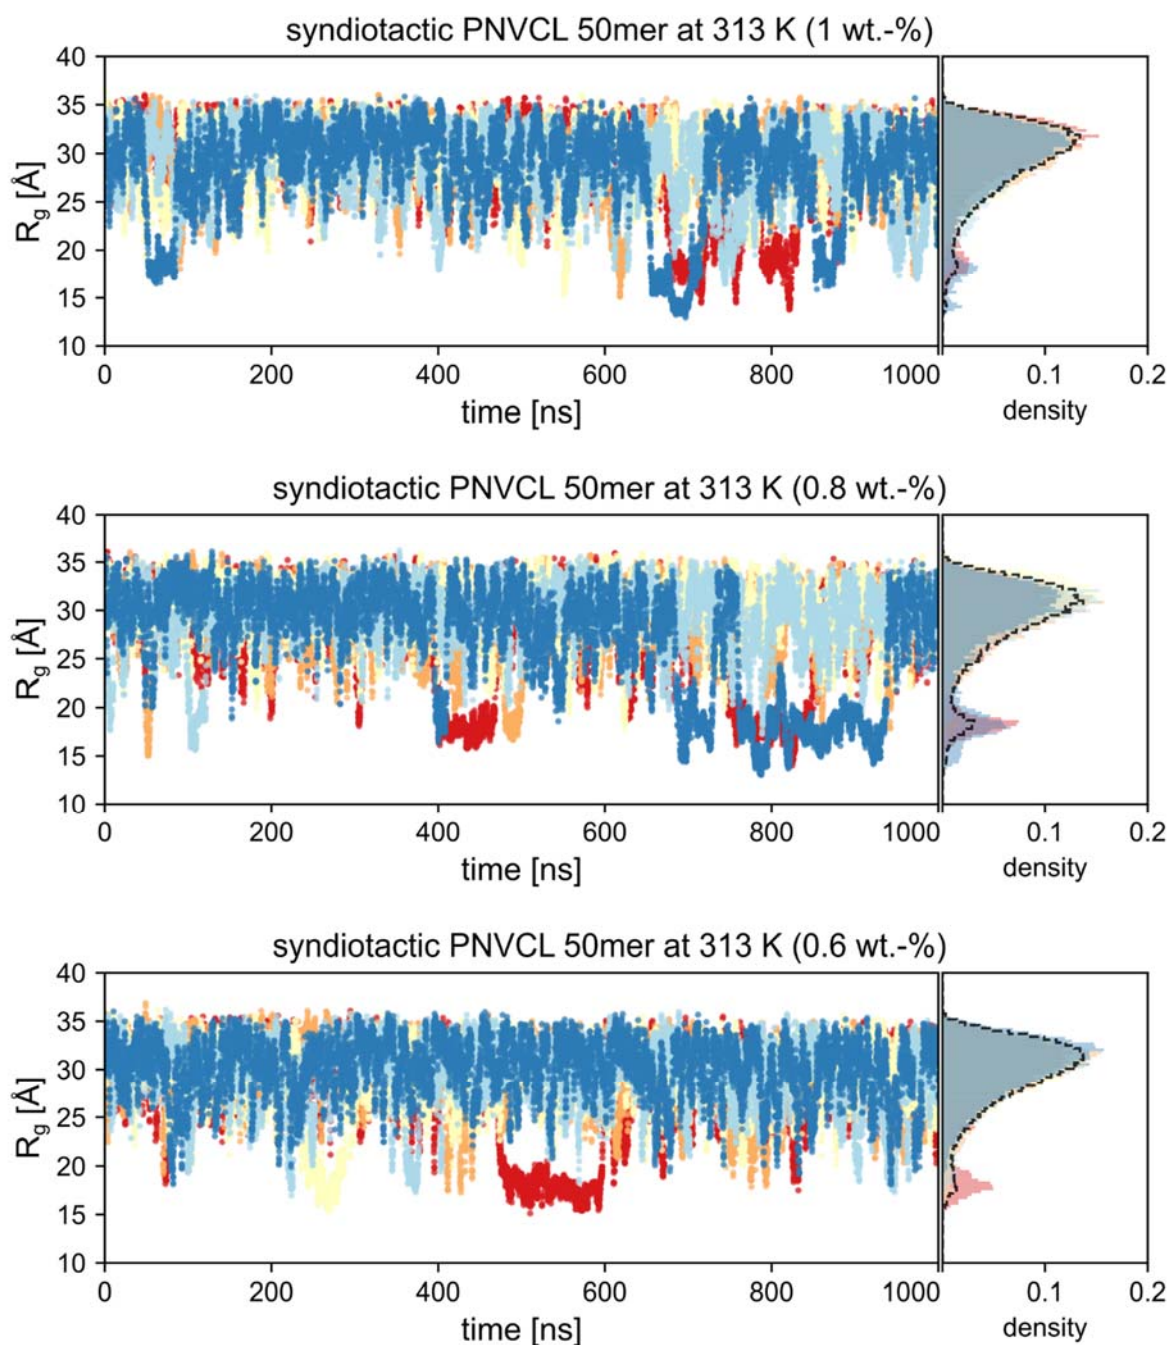 syndiotactic PNVCL 50mer at 313 K (1 wt.-%)
40
35
30
25
20
15
10
Rg [Å]
0 200 400 600 800 1000 0.1 0.2
time [ns] density
syndiotactic PNVCL 50mer at 313 K (0.8 wt.-%)
40
35
30
25
20
15
10
Rg [Å]
0 200 400 600 800 1000 0.1 0.2
time [ns] density
syndiotactic PNVCL 50mer at 313 K (0.6 wt.-%)
40
35
30
25
20
15
10
Rg [Å]
0 200 400 600 800 1000 0.1 0.2
time [ns] density